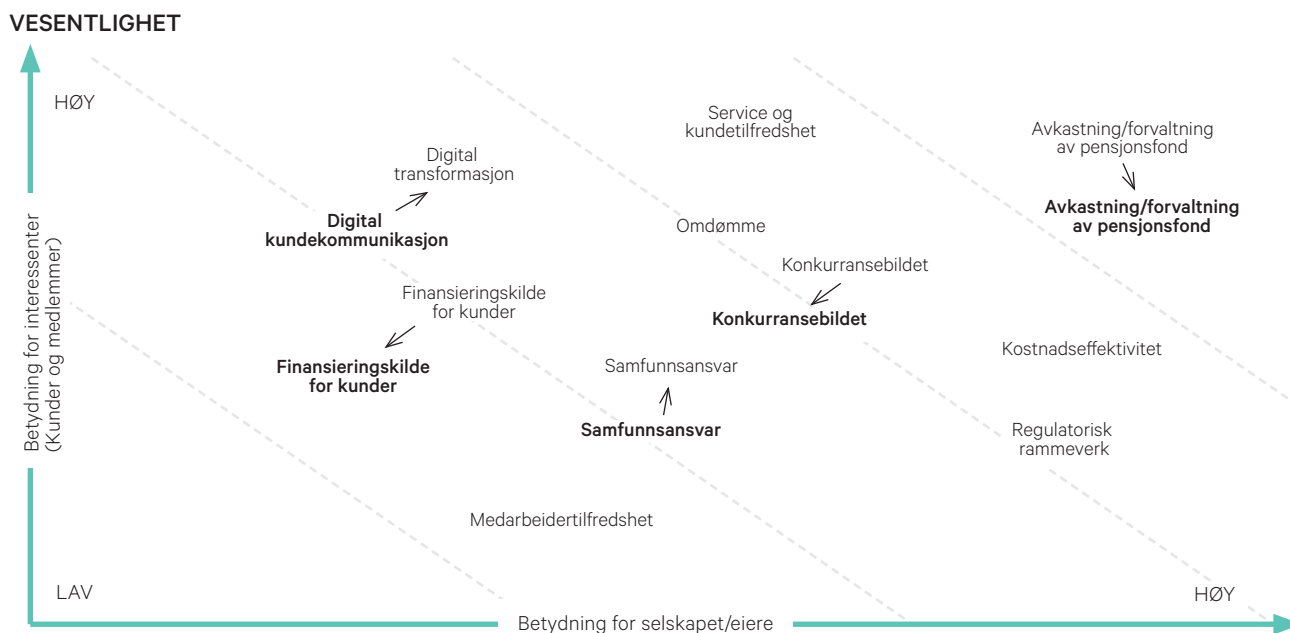 VESENTLIGHET
HØY
Service og
kundetilfredshet
Avkastning/forvaltning
av pensjonsfond
Digital
transformasjon
Avkastning/forvaltning
av pensjonsfond
Digital
kundekommunikasjon
Omdømme
Konkurransebildet
Finansieringskilde
for kunder
Konkurransebildet
Kostnadseffektivitet
Finansieringskilde
for kunder
Samfunnsansvar
Samfunnsansvar
Regulatorisk
rammeverk
Medarbeidertilfredshet
Betydning for interessenter
(Kunder og medlemmer)
LAV
HØY
Betydning for selskapet/eiere